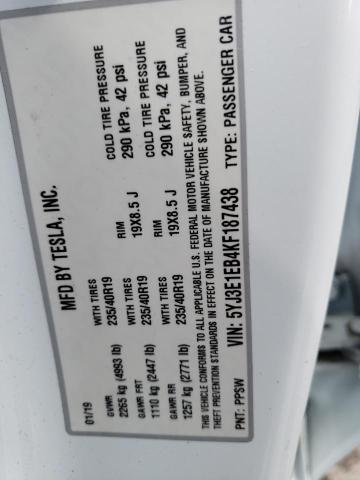 MFD BY TESLA, INC.
01/19
GVWR WITH TIRES RIM COLD TIRE PRESSURE
2265 kg (4993 lb) 235/40R19 19X8.5 J 290 kPa, 42 psi
GAWR FRT WITH TIRES RIM COLD TIRE PRESSURE
1110 kg (2447 lb) 235/40R19 19X8.5 J 290 kPa, 42 psi
GAWR RR
1257 kg (2771 lb) 235/40R19
THIS VEHICLE CONFORMS TO ALL APPLICABLE U.S. FEDERAL MOTOR VEHICLE SAFETY, BUMPER, AND
THEFT PREVENTION STANDARDS IN EFFECT ON THE DATE OF MANUFACTURE SHOWN ABOVE.
VIN: 5YJ3E1EB4KF187438 TYPE: PASSENGER CAR
PNT: PPSW